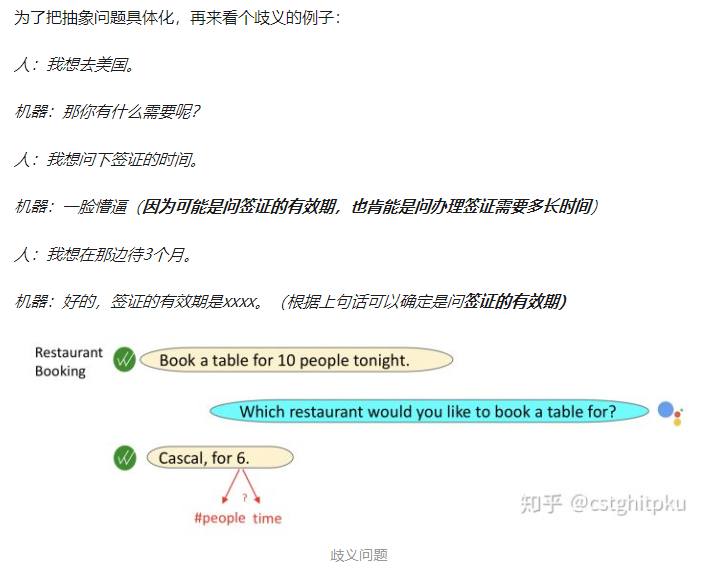 为了把抽象问题具体化，再来看个歧义的例子：
人：我想去美国。
机器：那你有什么需要呢？
人：我想问下签证的时间。
机器：一脸懵逼（因为可能是问签证的有效期，也肯能是问办理签证需要多长时间）
人：我想在那边待3个月。
机器：好的，签证的有效期是xxxx。（根据上句话可以确定是问签证的有效期)
Restaurant
Booking
Book a table for 10 people tonight.
Which restaurant would you like to book a table for?
Cascal, for 6.
?
#people time
知乎 @cstghitpku
歧义问题